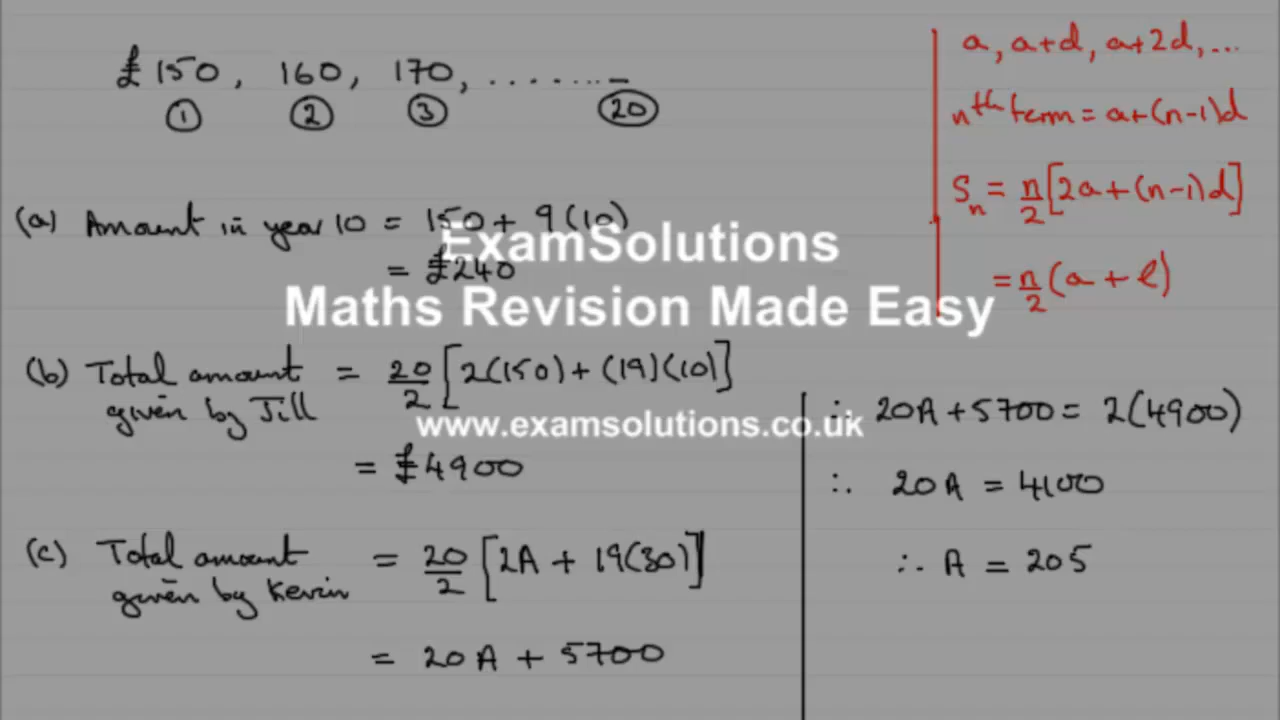 £150, 160, 170, .........
① ② ③ ⑳
(a) Amount in year 10 = 150 + 9(10)
= £240
(b) Total amount = 20/2 [2(150) + (19)(10)]
given by Jill
= £4900
(c) Total amount = 20/2 [2A + 19(30)]
given by Kevin
= 20A + 5700
a, a+d, a+2d, ...
nth term = a+(n-1)d
Sn = n/2 [2a+(n-1)d]
= n/2 (a + l)
∴ 20A + 5700 = 2(4900)
∴ 20A = 4100
∴ A = 205
ExamSolutions
Maths Revision Made Easy
www.examsolutions.co.uk